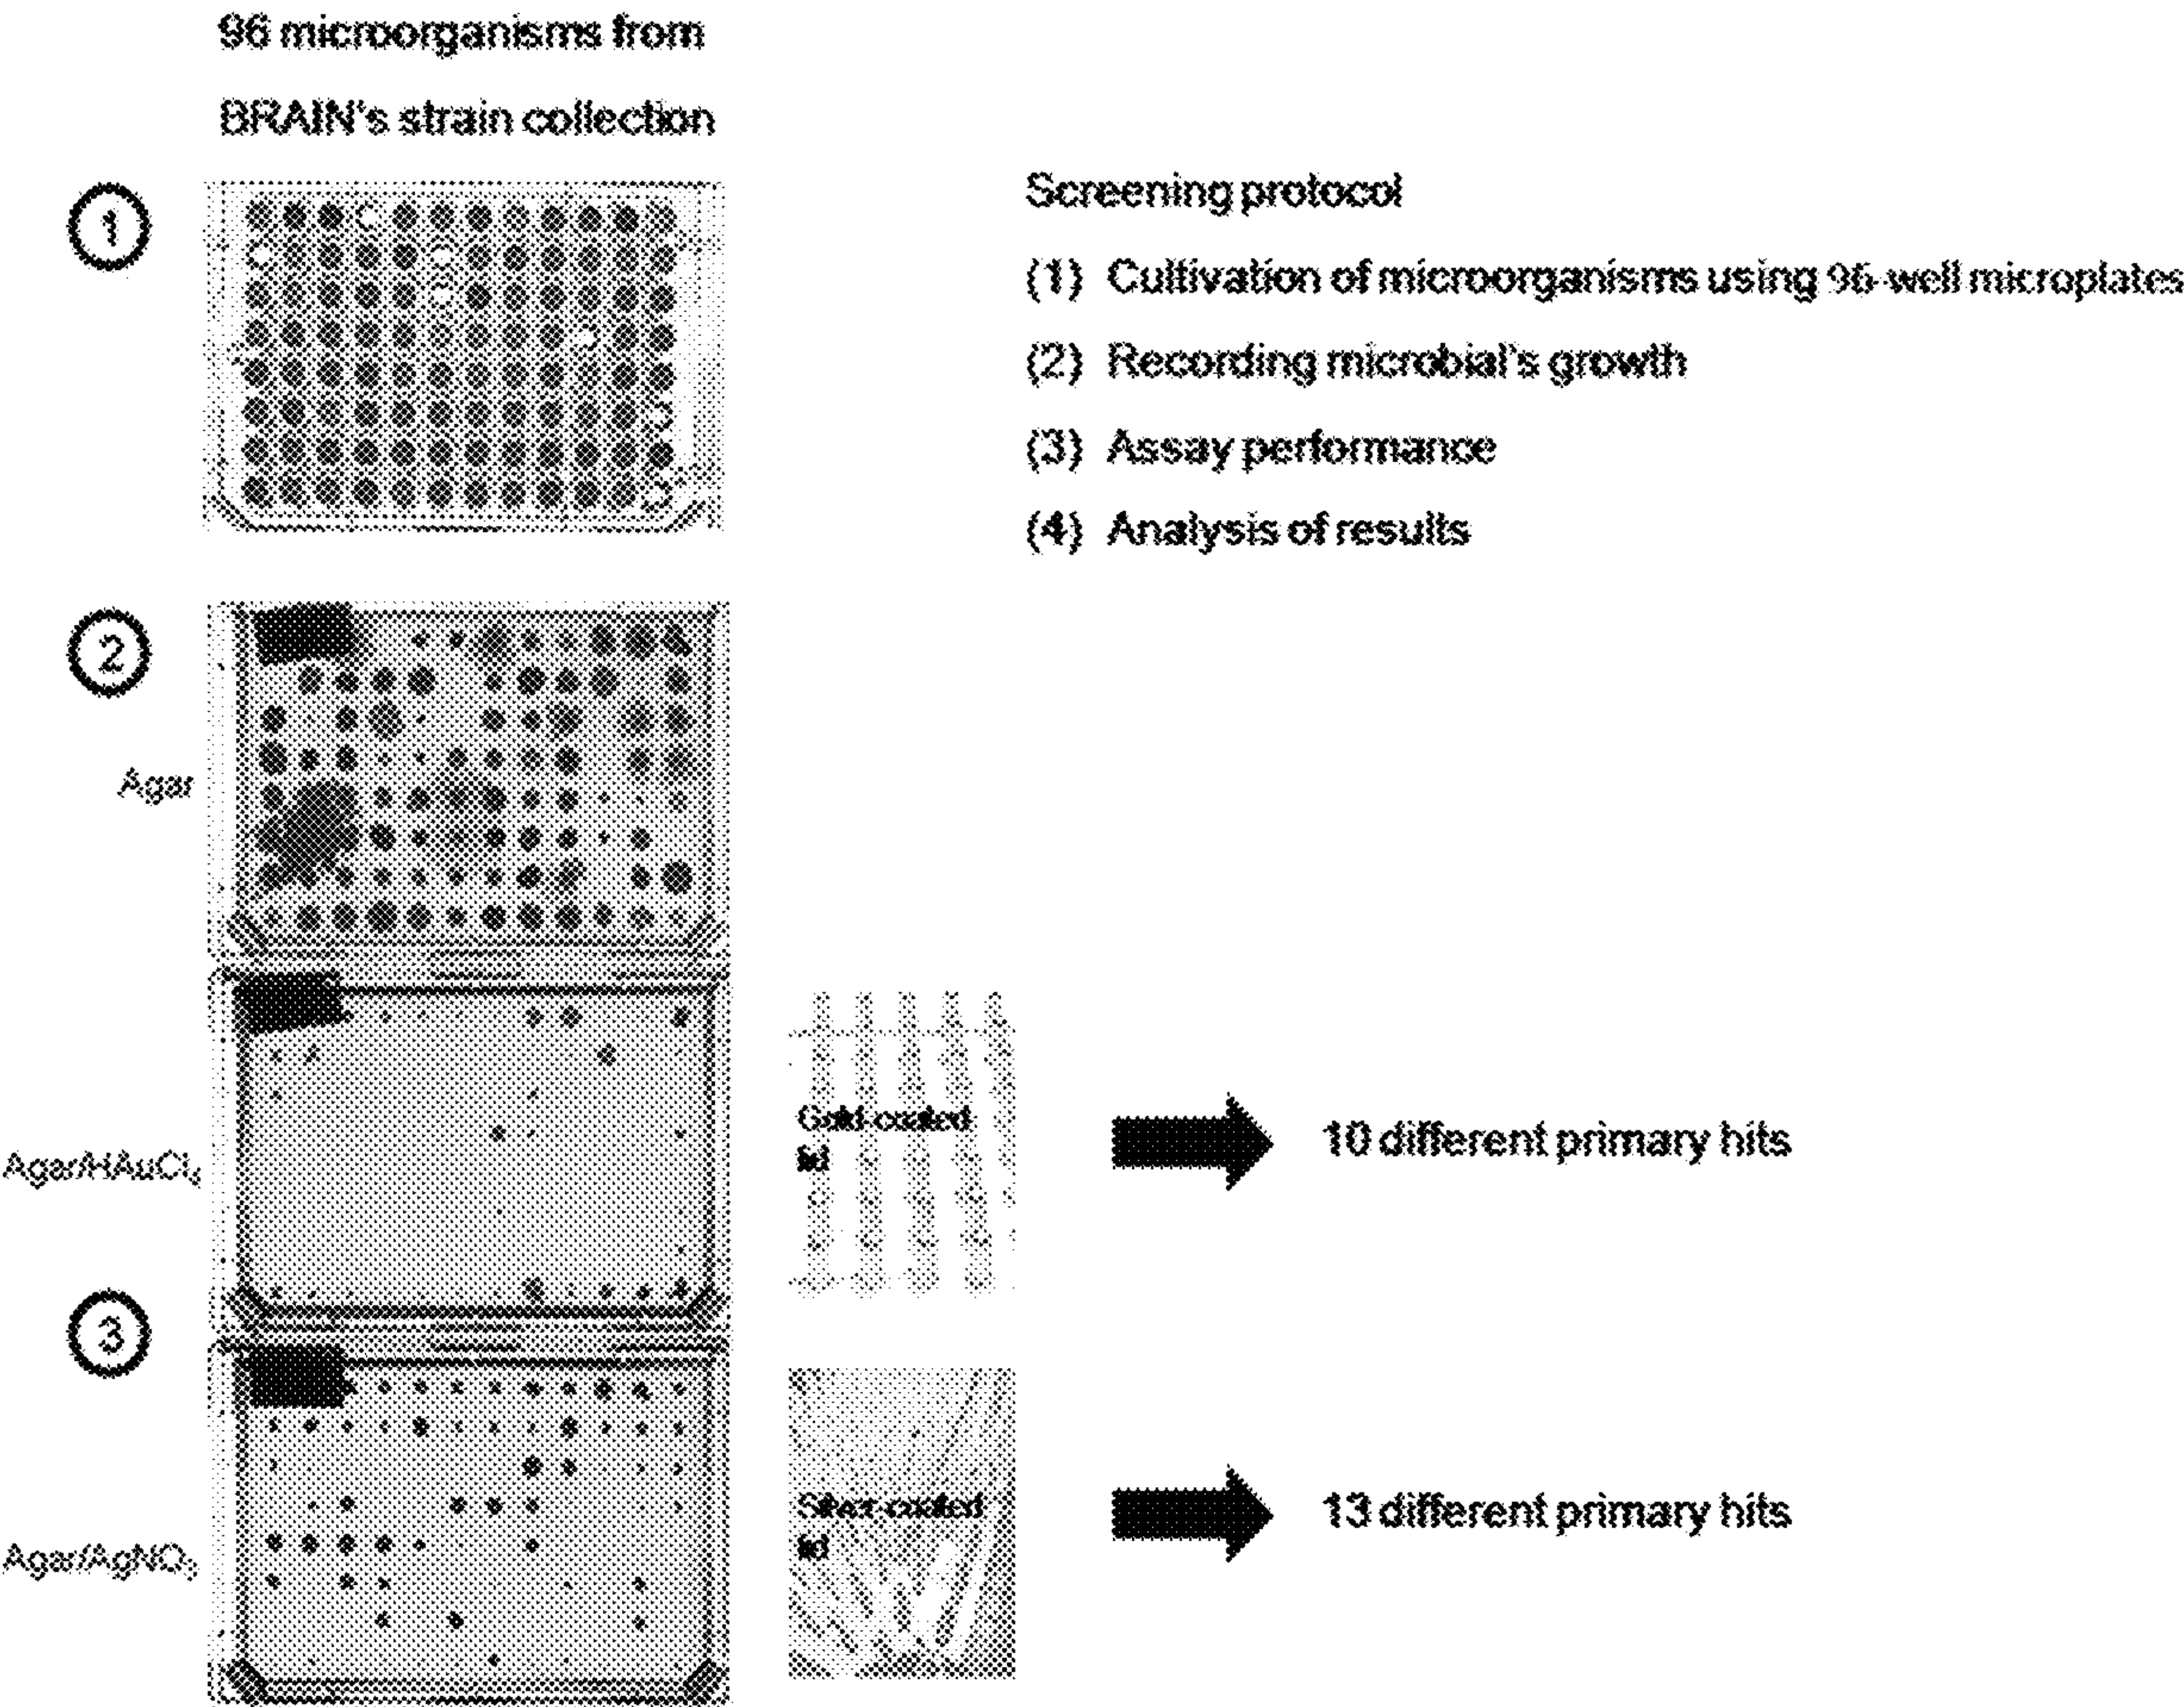 96 microorganisms from
BRAIN's strain collection
1
Screening protocol
(1) Cultivation of microorganisms using 96-well microplates
(2) Recording microbial's growth
(3) Assay performance
(4) Analysis of results
2
Agar
Agar/HAuCl4
Gold-coated
lid
10 different primary hits
3
Agar/AgNO3
Silver-coated
lid
13 different primary hits